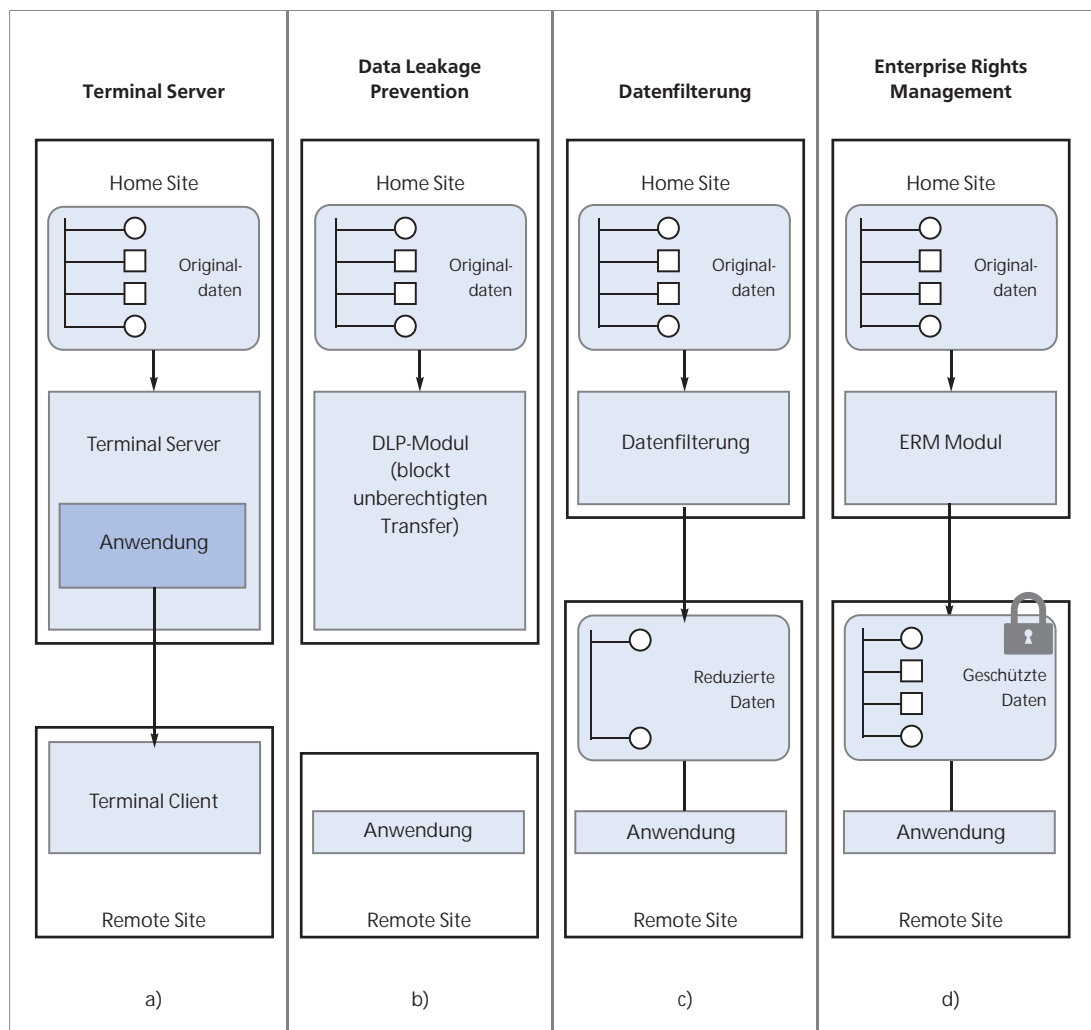 Terminal Server
Home Site
Original-
daten
Terminal Server
Anwendung
Terminal Client
Remote Site
a)
Data Leakage
Prevention
Home Site
Original-
daten
DLP-Modul
(blockt
unberechtigten
Transfer)
Anwendung
Remote Site
b)
Datenfilterung
Home Site
Original-
daten
Datenfilterung
Reduzierte
Daten
Anwendung
Remote Site
c)
Enterprise Rights
Management
Home Site
Original-
daten
ERM Modul
Geschützte
Daten
Anwendung
Remote Site
d)